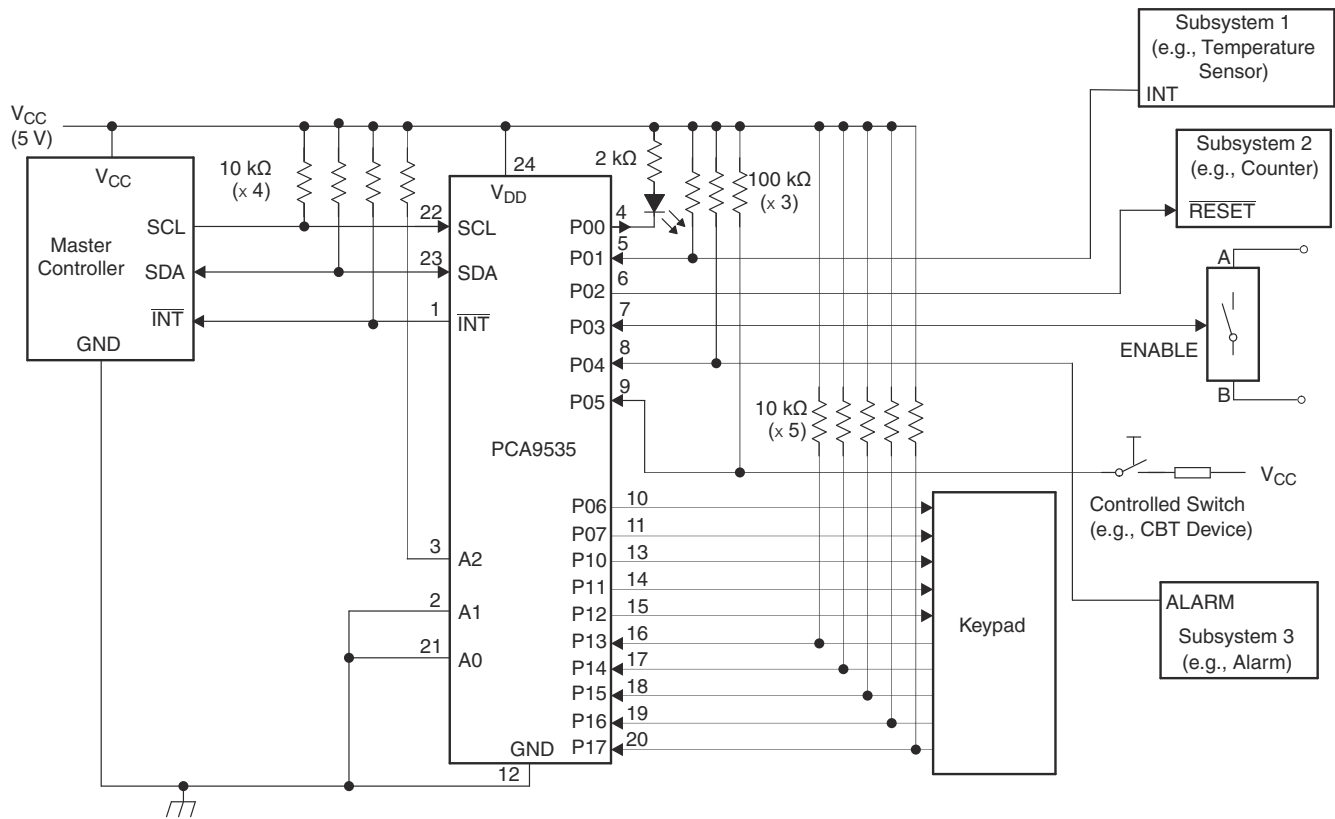 Subsystem 1
(e.g., Temperature
Sensor)
INT
VCC
(5 V)
VCC
SCL
Master
Controller
SDA
INT
GND
10 kΩ
(x 4)
24
VDD
22
SCL
23
SDA
1
INT
PCA9535
3
A2
2
A1
21
A0
GND
12
2 kΩ
100 kΩ
(x 3)
4
P00
5
P01
6
P02
7
P03
8
P04
9
P05
10 kΩ
(x 5)
P06
10
P07
11
P10
13
P11
14
P12
15
P13
16
P14
17
P15
18
P16
19
P17
20
Keypad
Subsystem 2
(e.g., Counter)
RESET
A
ENABLE
B
VCC
Controlled Switch
(e.g., CBT Device)
ALARM
Subsystem 3
(e.g., Alarm)